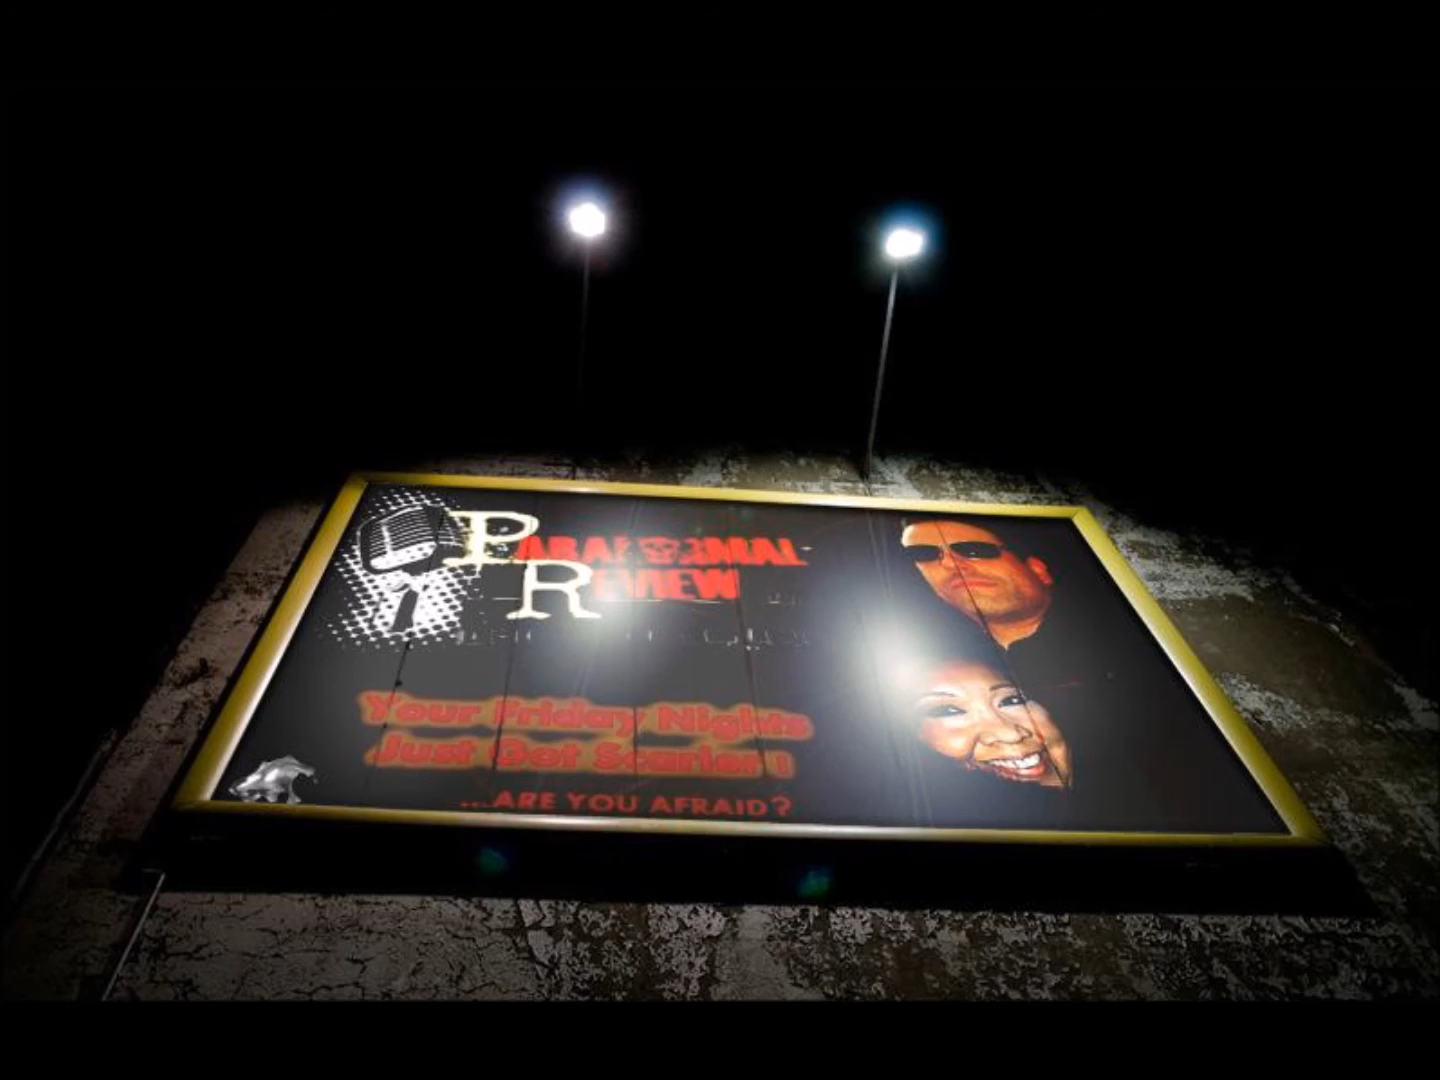 PARANORMAL
REVIEW
Your Friday Nights
Just Got Scarier!
...ARE YOU AFRAID?